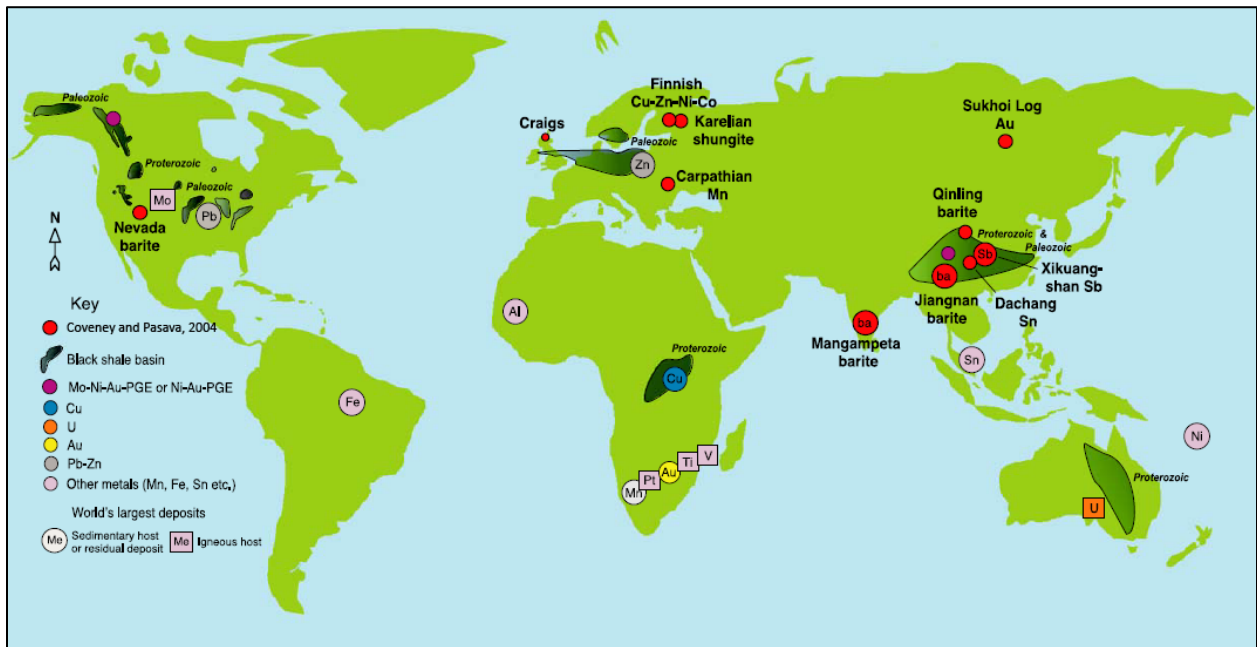 Paleozoic
Proterozoic
Paleozoic
Mo
Pb
Nevada
barite
N
Finnish
Cu-Zn-Ni-Co
Craigs
Karelian
shungite
Paleozoic
Zn
Carpathian
Mn
Sukhoi Log
Au
Qinling
barite
Proterozoic &
Paleozoic
Sb
ba
Xikuang-
shan Sb
Jiangnan
barite
Dachang
Sn
ba
Mangampeta
barite
Sn
Al
Proterozoic
Cu
Fe
Ni
V
Ti
Au
Pt
Mn
Proterozoic
U
Key
Coveney and Pasava, 2004
Black shale basin
Mo-Ni-Au-PGE or Ni-Au-PGE
Cu
U
Au
Pb-Zn
Other metals (Mn, Fe, Sn etc.)
World's largest deposits
Me Sedimentary host
or residual deposit
Me Igneous host